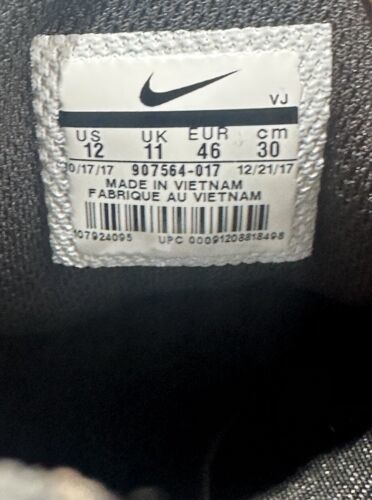 VJ
US UK EUR cm
12 11 46 30
0/17/17 907564-017 12/21/17
MADE IN VIETNAM
FABRIQUE AU VIETNAM
107924095 UPC 00091208818498